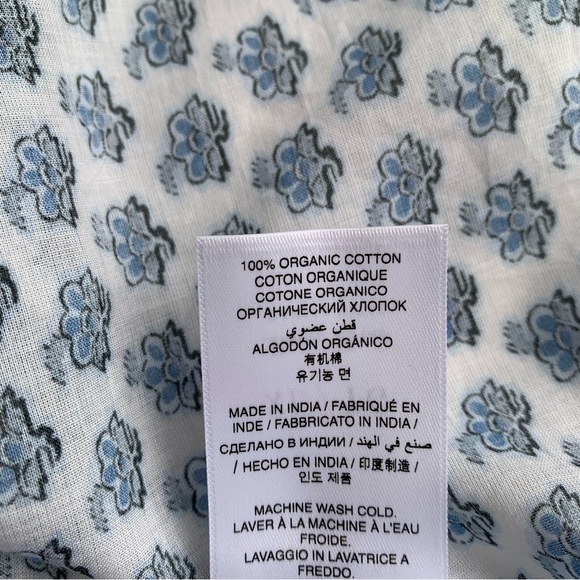 100% ORGANIC COTTON
COTON ORGANIQUE
COTONE ORGANICO
ОРГАНИЧЕСКИЙ ХЛОПОК
قطن عضوي
ALGODÓN ORGÁNICO
有机棉
유기농 면
MADE IN INDIA / FABRIQUÉ EN
INDE / FABBRICATO IN INDIA /
СДЕЛАНО В ИНДИИ / صنع في الهند
/ HECHO EN INDIA / 印度制造 /
인도 제품
MACHINE WASH COLD.
LAVER À LA MACHINE À L'EAU
FROIDE.
LAVAGGIO IN LAVATRICE A
FREDDO.